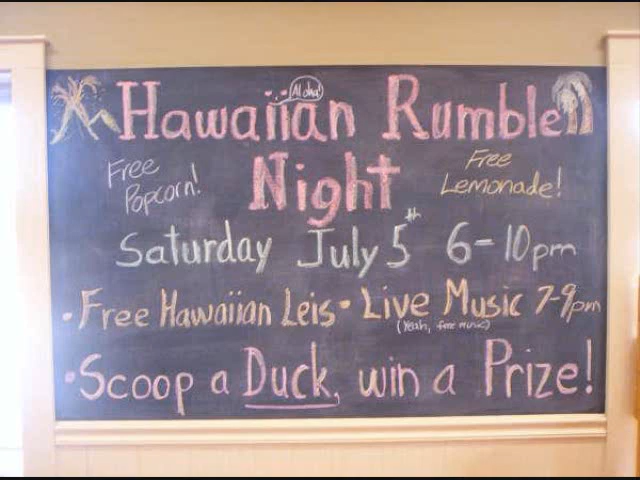 Aloha!
Hawaiian Rumble
Night
Free
Popcorn!
Free
Lemonade!
Saturday July 5th 6-10pm
• Free Hawaiian Leis • Live Music 7-9pm
(Yeah, free music)
• Scoop a Duck, win a Prize!